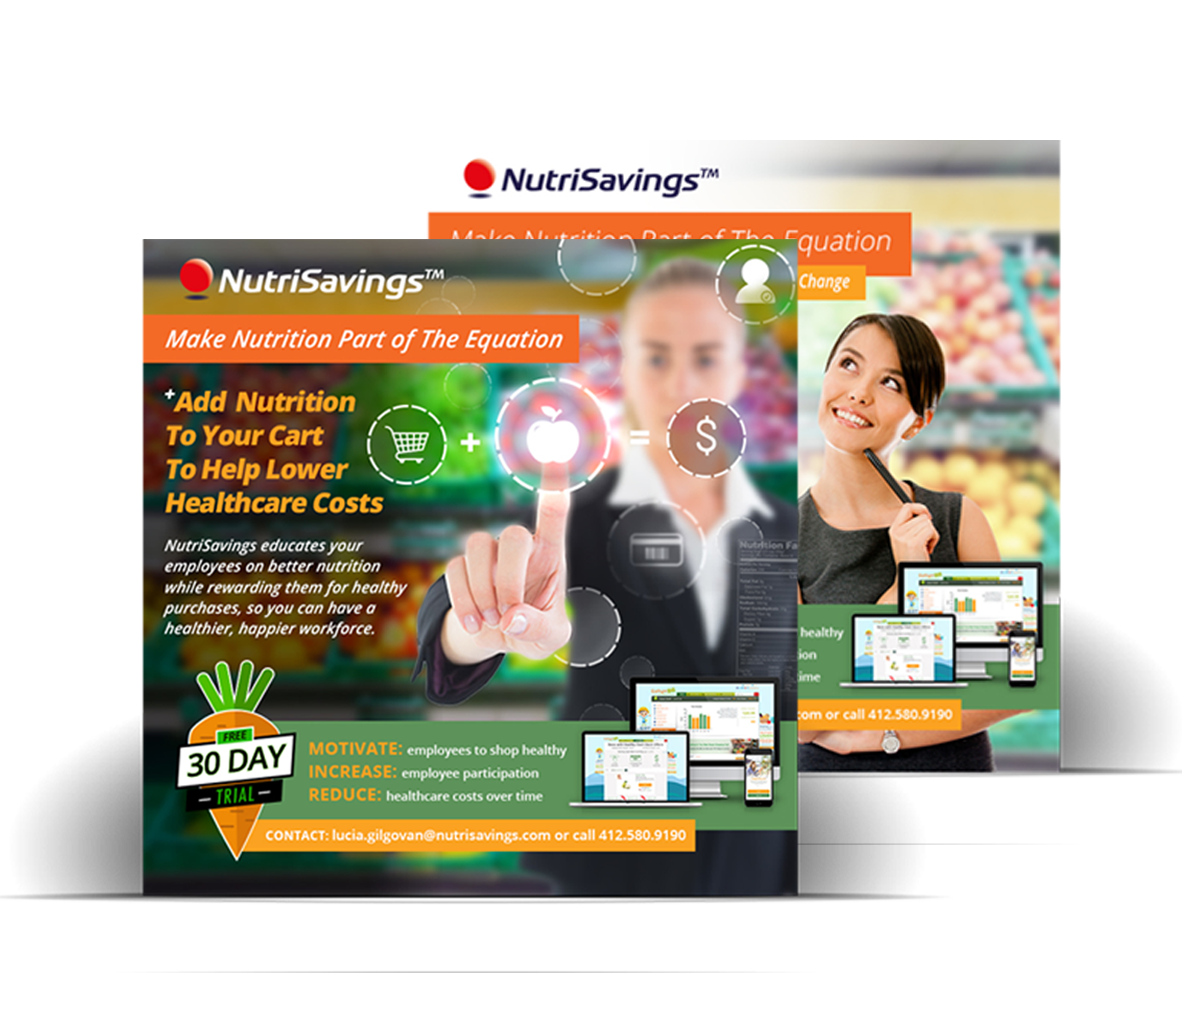 NutriSavings™
Make Nutrition Part of The Equation
Change
NutriSavings™
Make Nutrition Part of The Equation
+Add Nutrition
To Your Cart
To Help Lower
Healthcare Costs
+
=
$
NutriSavings educates your
employees on better nutrition
while rewarding them for healthy
purchases, so you can have a
healthier, happier workforce.
Nutrition Fa
FREE
30 DAY
TRIAL
MOTIVATE: employees to shop healthy
INCREASE: employee participation
REDUCE: healthcare costs over time
CONTACT: lucia.gilgovan@nutrisavings.com or call 412.580.9190
healthy
ion
ime
com or call 412.580.9190